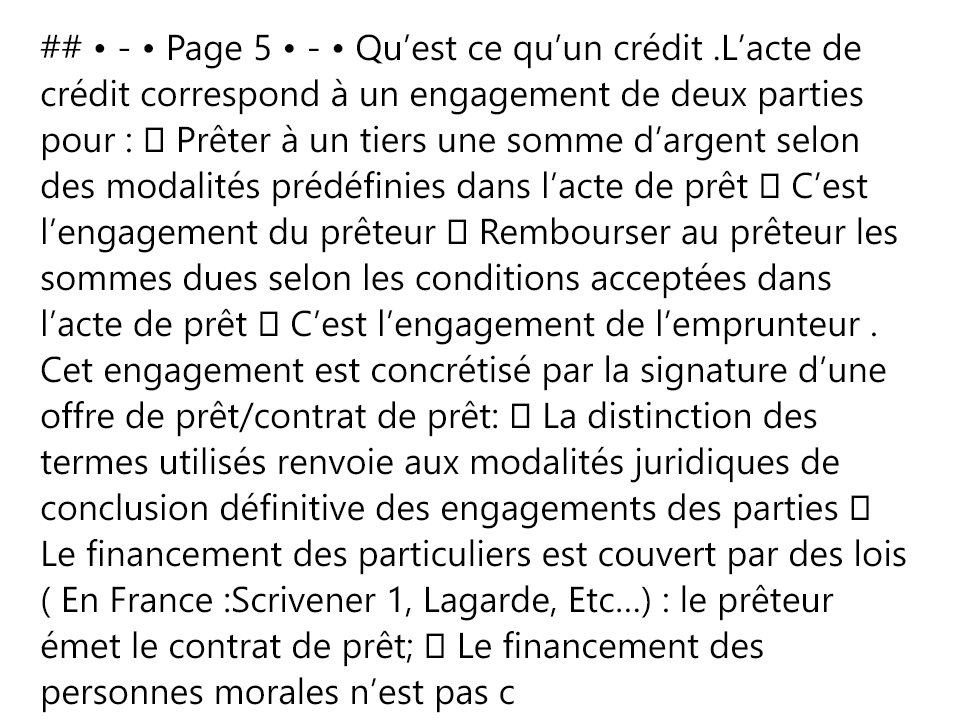 ## • - • Page 5 • - • Qu’est ce qu’un crédit .L’acte de
crédit correspond à un engagement de deux parties
pour : 􀂾 Prêter à un tiers une somme d’argent selon
des modalités prédéfinies dans l’acte de prêt 􀂾 C’est
l’engagement du prêteur 􀂾 Rembourser au prêteur les
sommes dues selon les conditions acceptées dans
l’acte de prêt 􀂾 C’est l’engagement de l’emprunteur .
Cet engagement est concrétisé par la signature d’une
offre de prêt/contrat de prêt: 􀂾 La distinction des
termes utilisés renvoie aux modalités juridiques de
conclusion définitive des engagements des parties 􀂾
Le financement des particuliers est couvert par des lois
( En France :Scrivener 1, Lagarde, Etc…) : le prêteur
émet le contrat de prêt; 􀂾 Le financement des
personnes morales n’est pas c